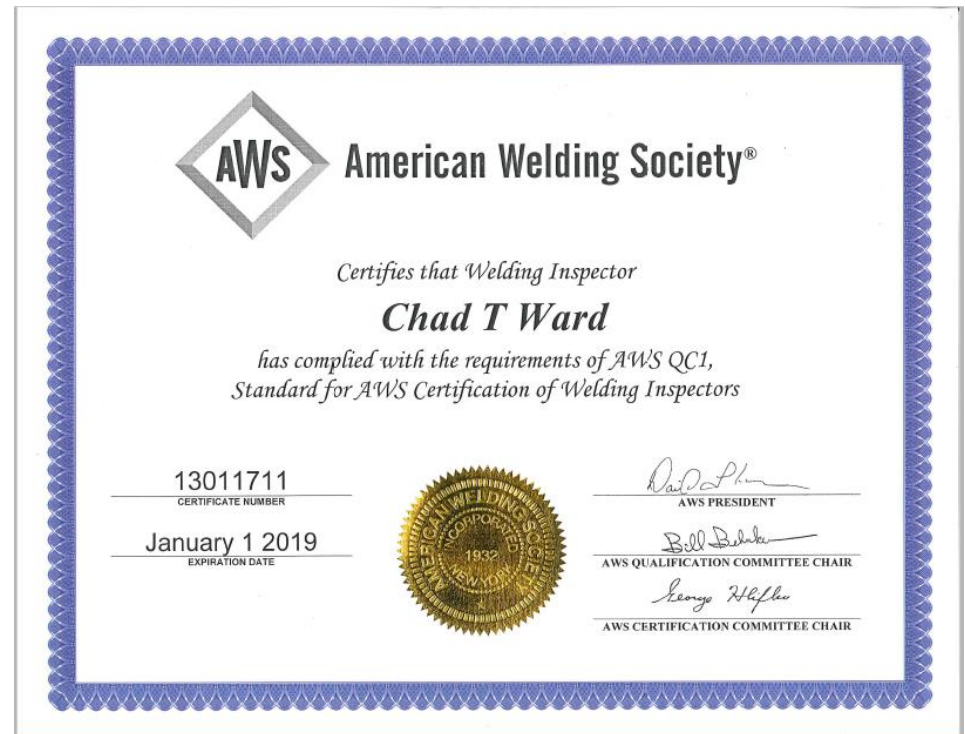 AWS
American Welding Society®
Certifies that Welding Inspector
Chad T Ward
has complied with the requirements of AWS QC1,
Standard for AWS Certification of Welding Inspectors
13011711
CERTIFICATE NUMBER
January 1 2019
EXPIRATION DATE
AMERICAN WELDING SOCIETY
INCORPORATED
1932
NEW YORK
AWS PRESIDENT
Bill
AWS QUALIFICATION COMMITTEE CHAIR
George
AWS CERTIFICATION COMMITTEE CHAIR